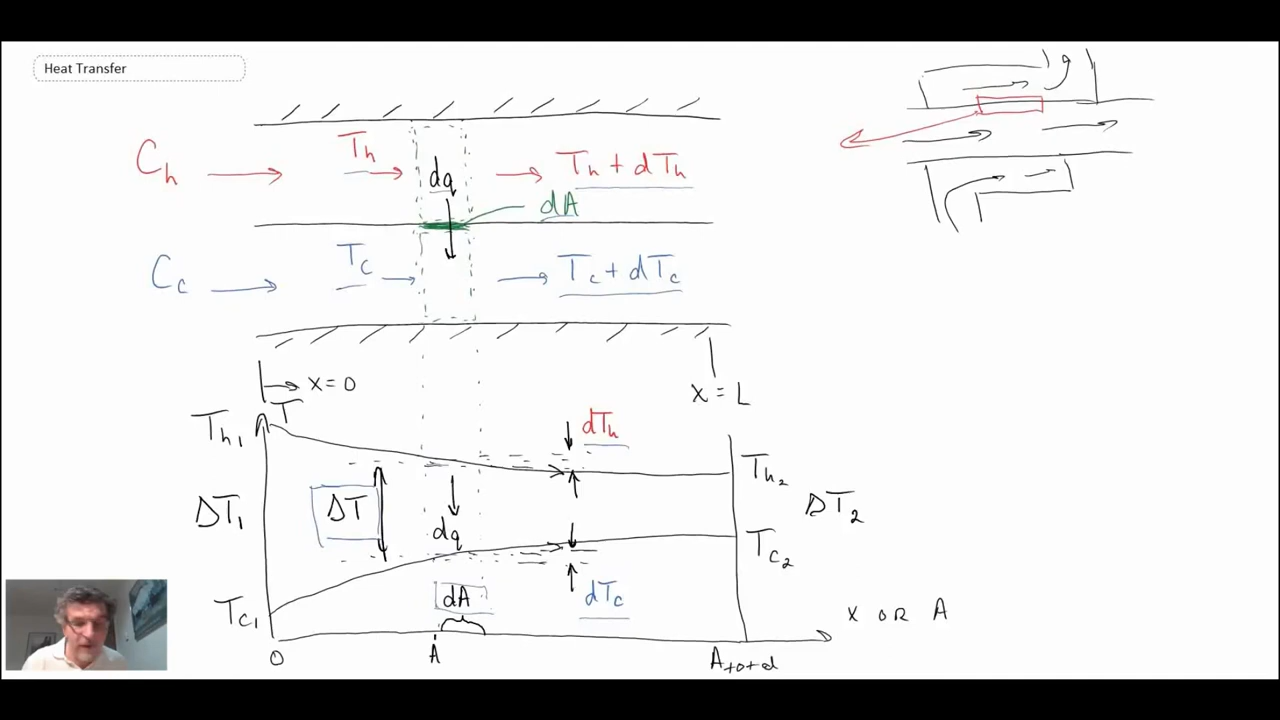 Heat Transfer
Th
Ch
dq
Th + dTh
dA
Tc
Cc
Tc + dTc
x = 0
x = L
T
Th1
dTh
Th2
ΔT1
ΔT
ΔT2
dq
Tc2
Tc1
dA
dTc
x OR A
0
A
A tot